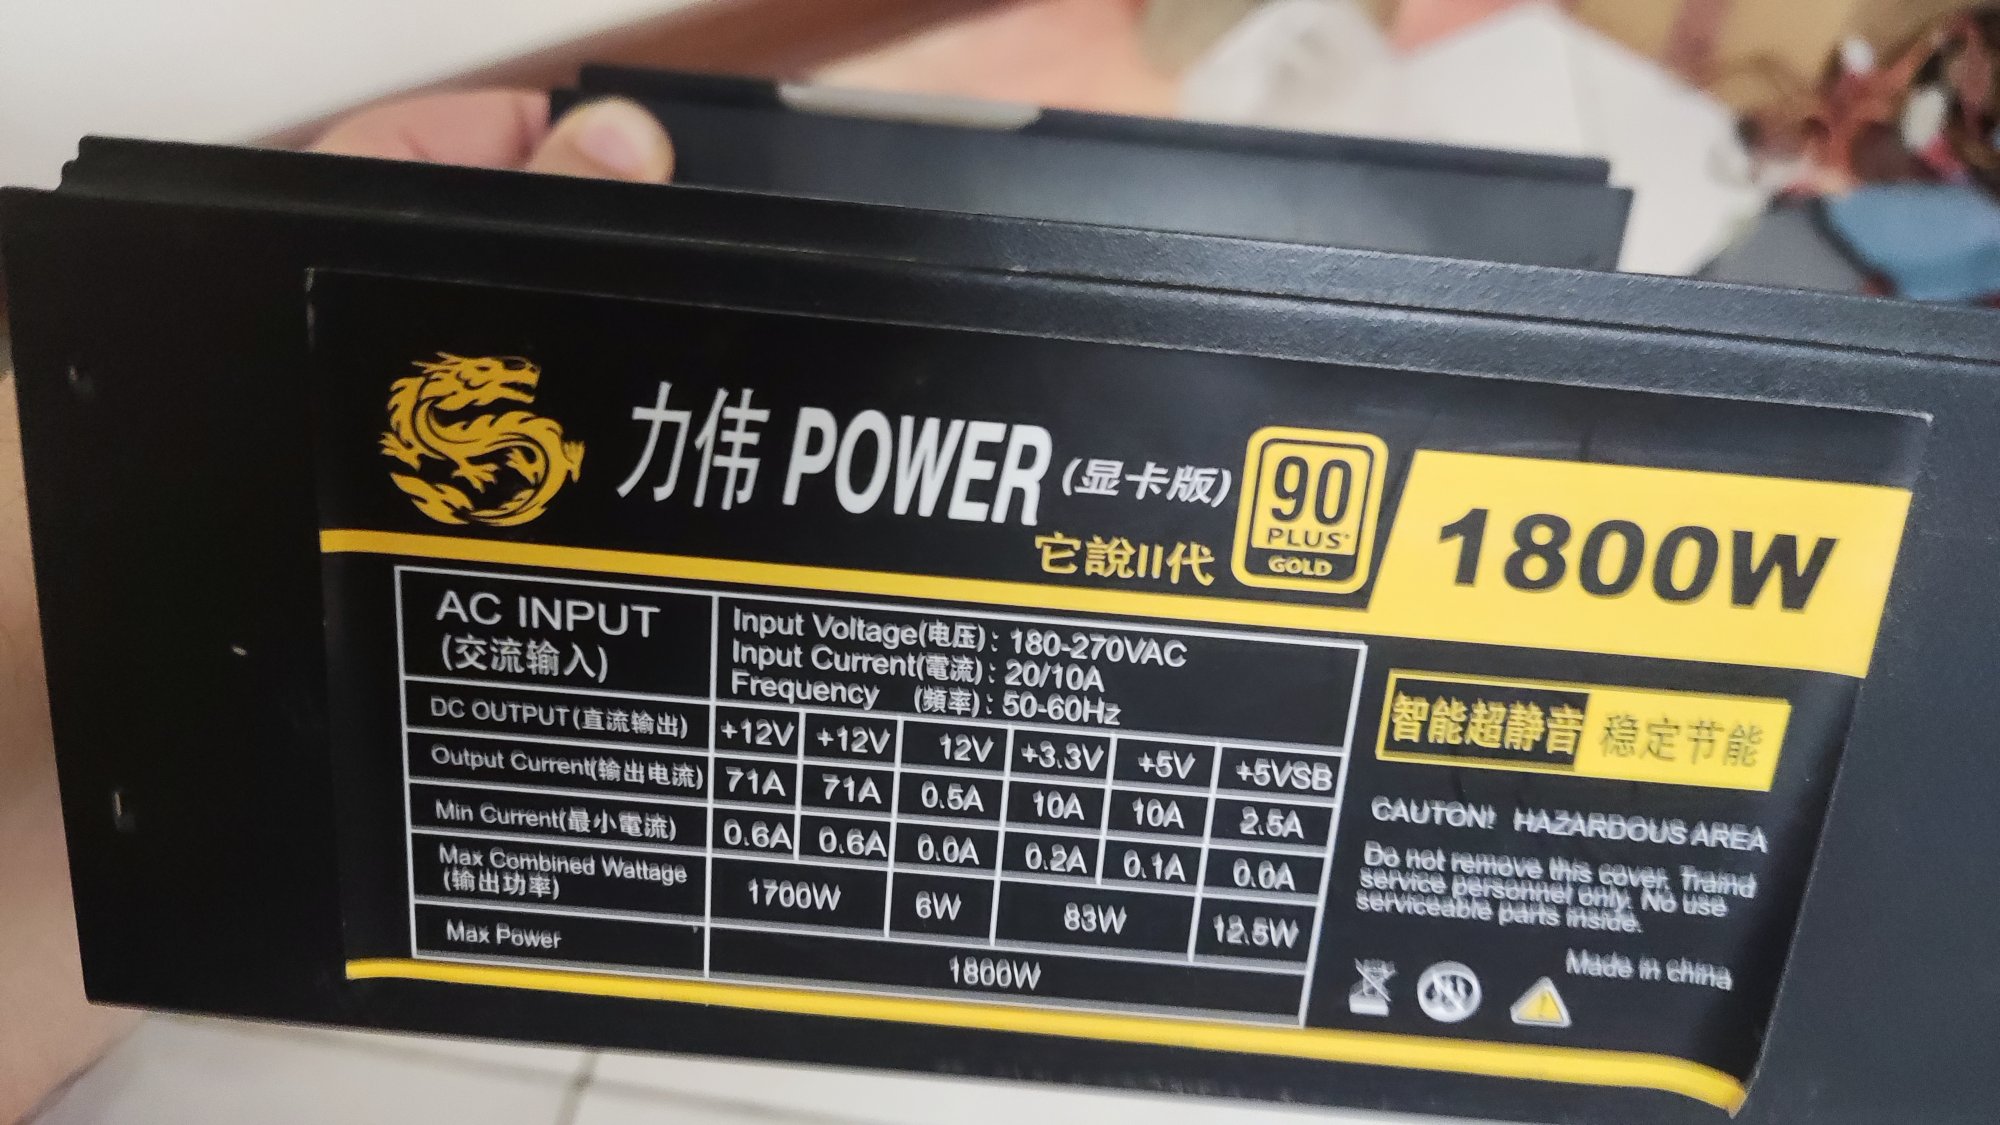 力伟 POWER (显卡版)
它說II代
90
PLUS
GOLD
1800W
AC INPUT
(交流输入)
Input Voltage(电压): 180-270VAC
Input Current(電流): 20/10A
Frequency (頻率): 50-60Hz
DC OUTPUT(直流输出) +12V +12V 12V +3.3V +5V +5VSB
Output Current(输出电流) 71A 71A 0.5A 10A 10A 2.5A
Min Current(最小電流) 0.6A 0.6A 0.0A 0.2A 0.1A 0.0A
Max Combined Wattage
(输出功率)
1700W 6W 83W 12.5W
Max Power 1800W
智能超静音 稳定节能
CAUTON! HAZARDOUS AREA
Do not remove this cover. Traind
service personnel only. No use
serviceable parts inside.
Made in china